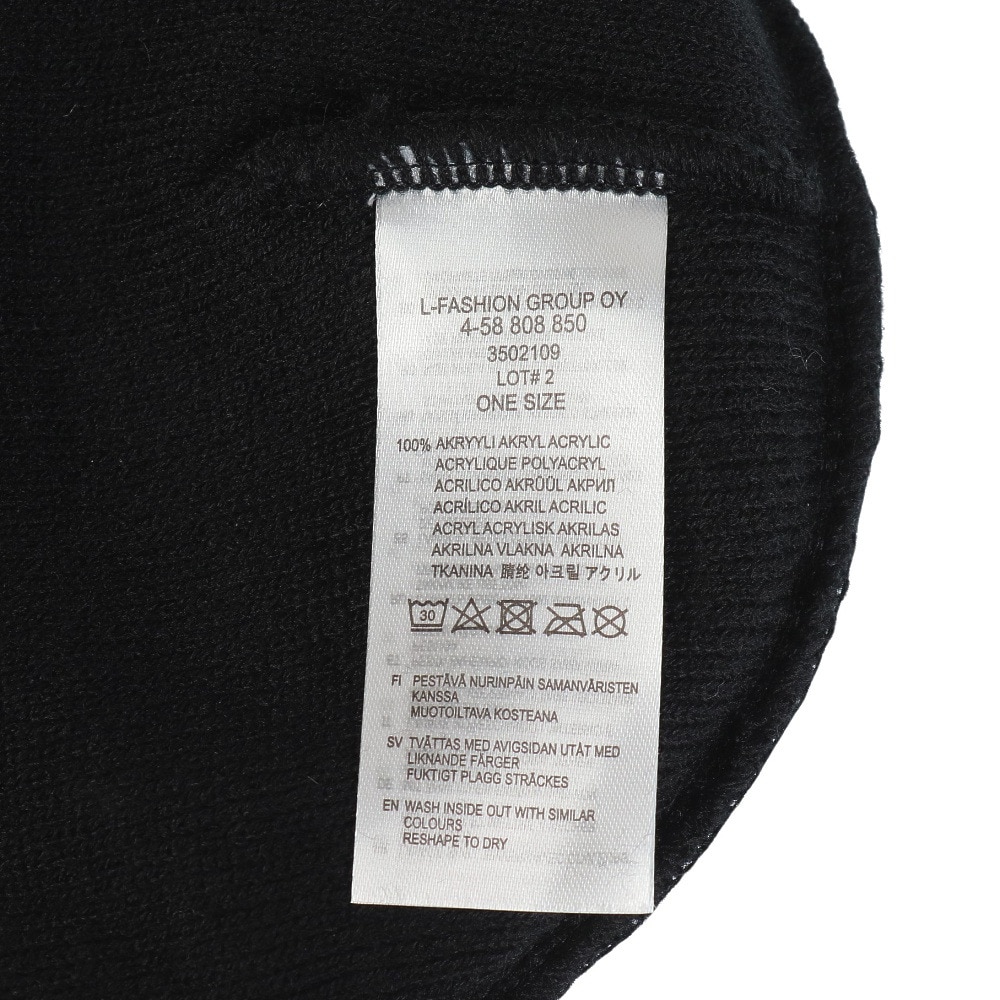 L-FASHION GROUP OY
4-58 808 850
3502109
LOT# 2
ONE SIZE
100% AKRYYLI AKRYL ACRYLIC
ACRYLIQUE POLYACRYL
ACRILICO AKRÜÜL АКРИЛ
ACRÍLICO AKRIL ACRILIC
ACRYL ACRYLISK AKRILAS
AKRILNA VLAKNA AKRILNA
TKANINA 腈纶 아크릴 アクリル
30
FI PESTÄVÄ NURINPÄIN SAMANVÄRISTEN
KANSSA
MUOTOILTAVA KOSTEANA
SV TVÄTTAS MED AVIGSIDAN UTÅT MED
LIKNANDE FÄRGER
FUKTIGT PLAGG STRÄCKES
EN WASH INSIDE OUT WITH SIMILAR
COLOURS
RESHAPE TO DRY